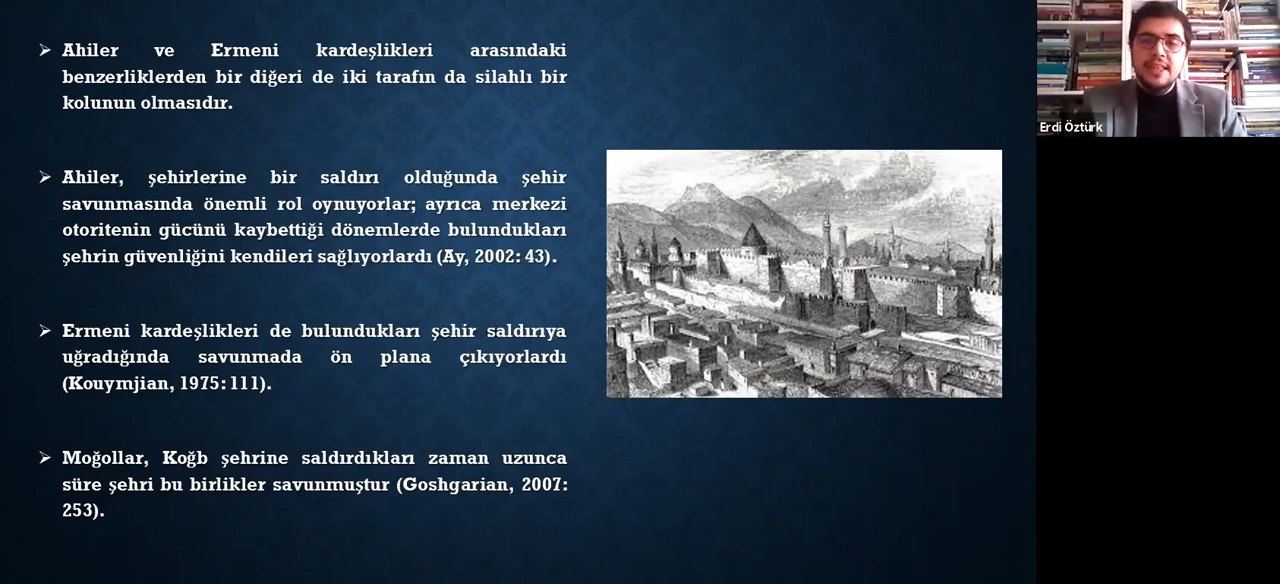 Ahiler ve Ermeni kardeşlikleri arasındaki
benzerliklerden bir diğeri de iki tarafın da silahlı bir
kolunun olmasıdır.
Ahiler, şehirlerine bir saldırı olduğunda şehir
savunmasında önemli rol oynuyorlar; ayrıca merkezi
otoritenin gücünü kaybettiği dönemlerde bulundukları
şehrin güvenliğini kendileri sağlıyorlardı (Ay, 2002: 43).
Ermeni kardeşlikleri de bulundukları şehir saldırıya
uğradığında savunmada ön plana çıkıyorlardı
(Kouymjian, 1975: 111).
Moğollar, Koğb şehrine saldırdıkları zaman uzunca
süre şehri bu birlikler savunmuştur (Goshgarian, 2007:
253).
Erdi Öztürk